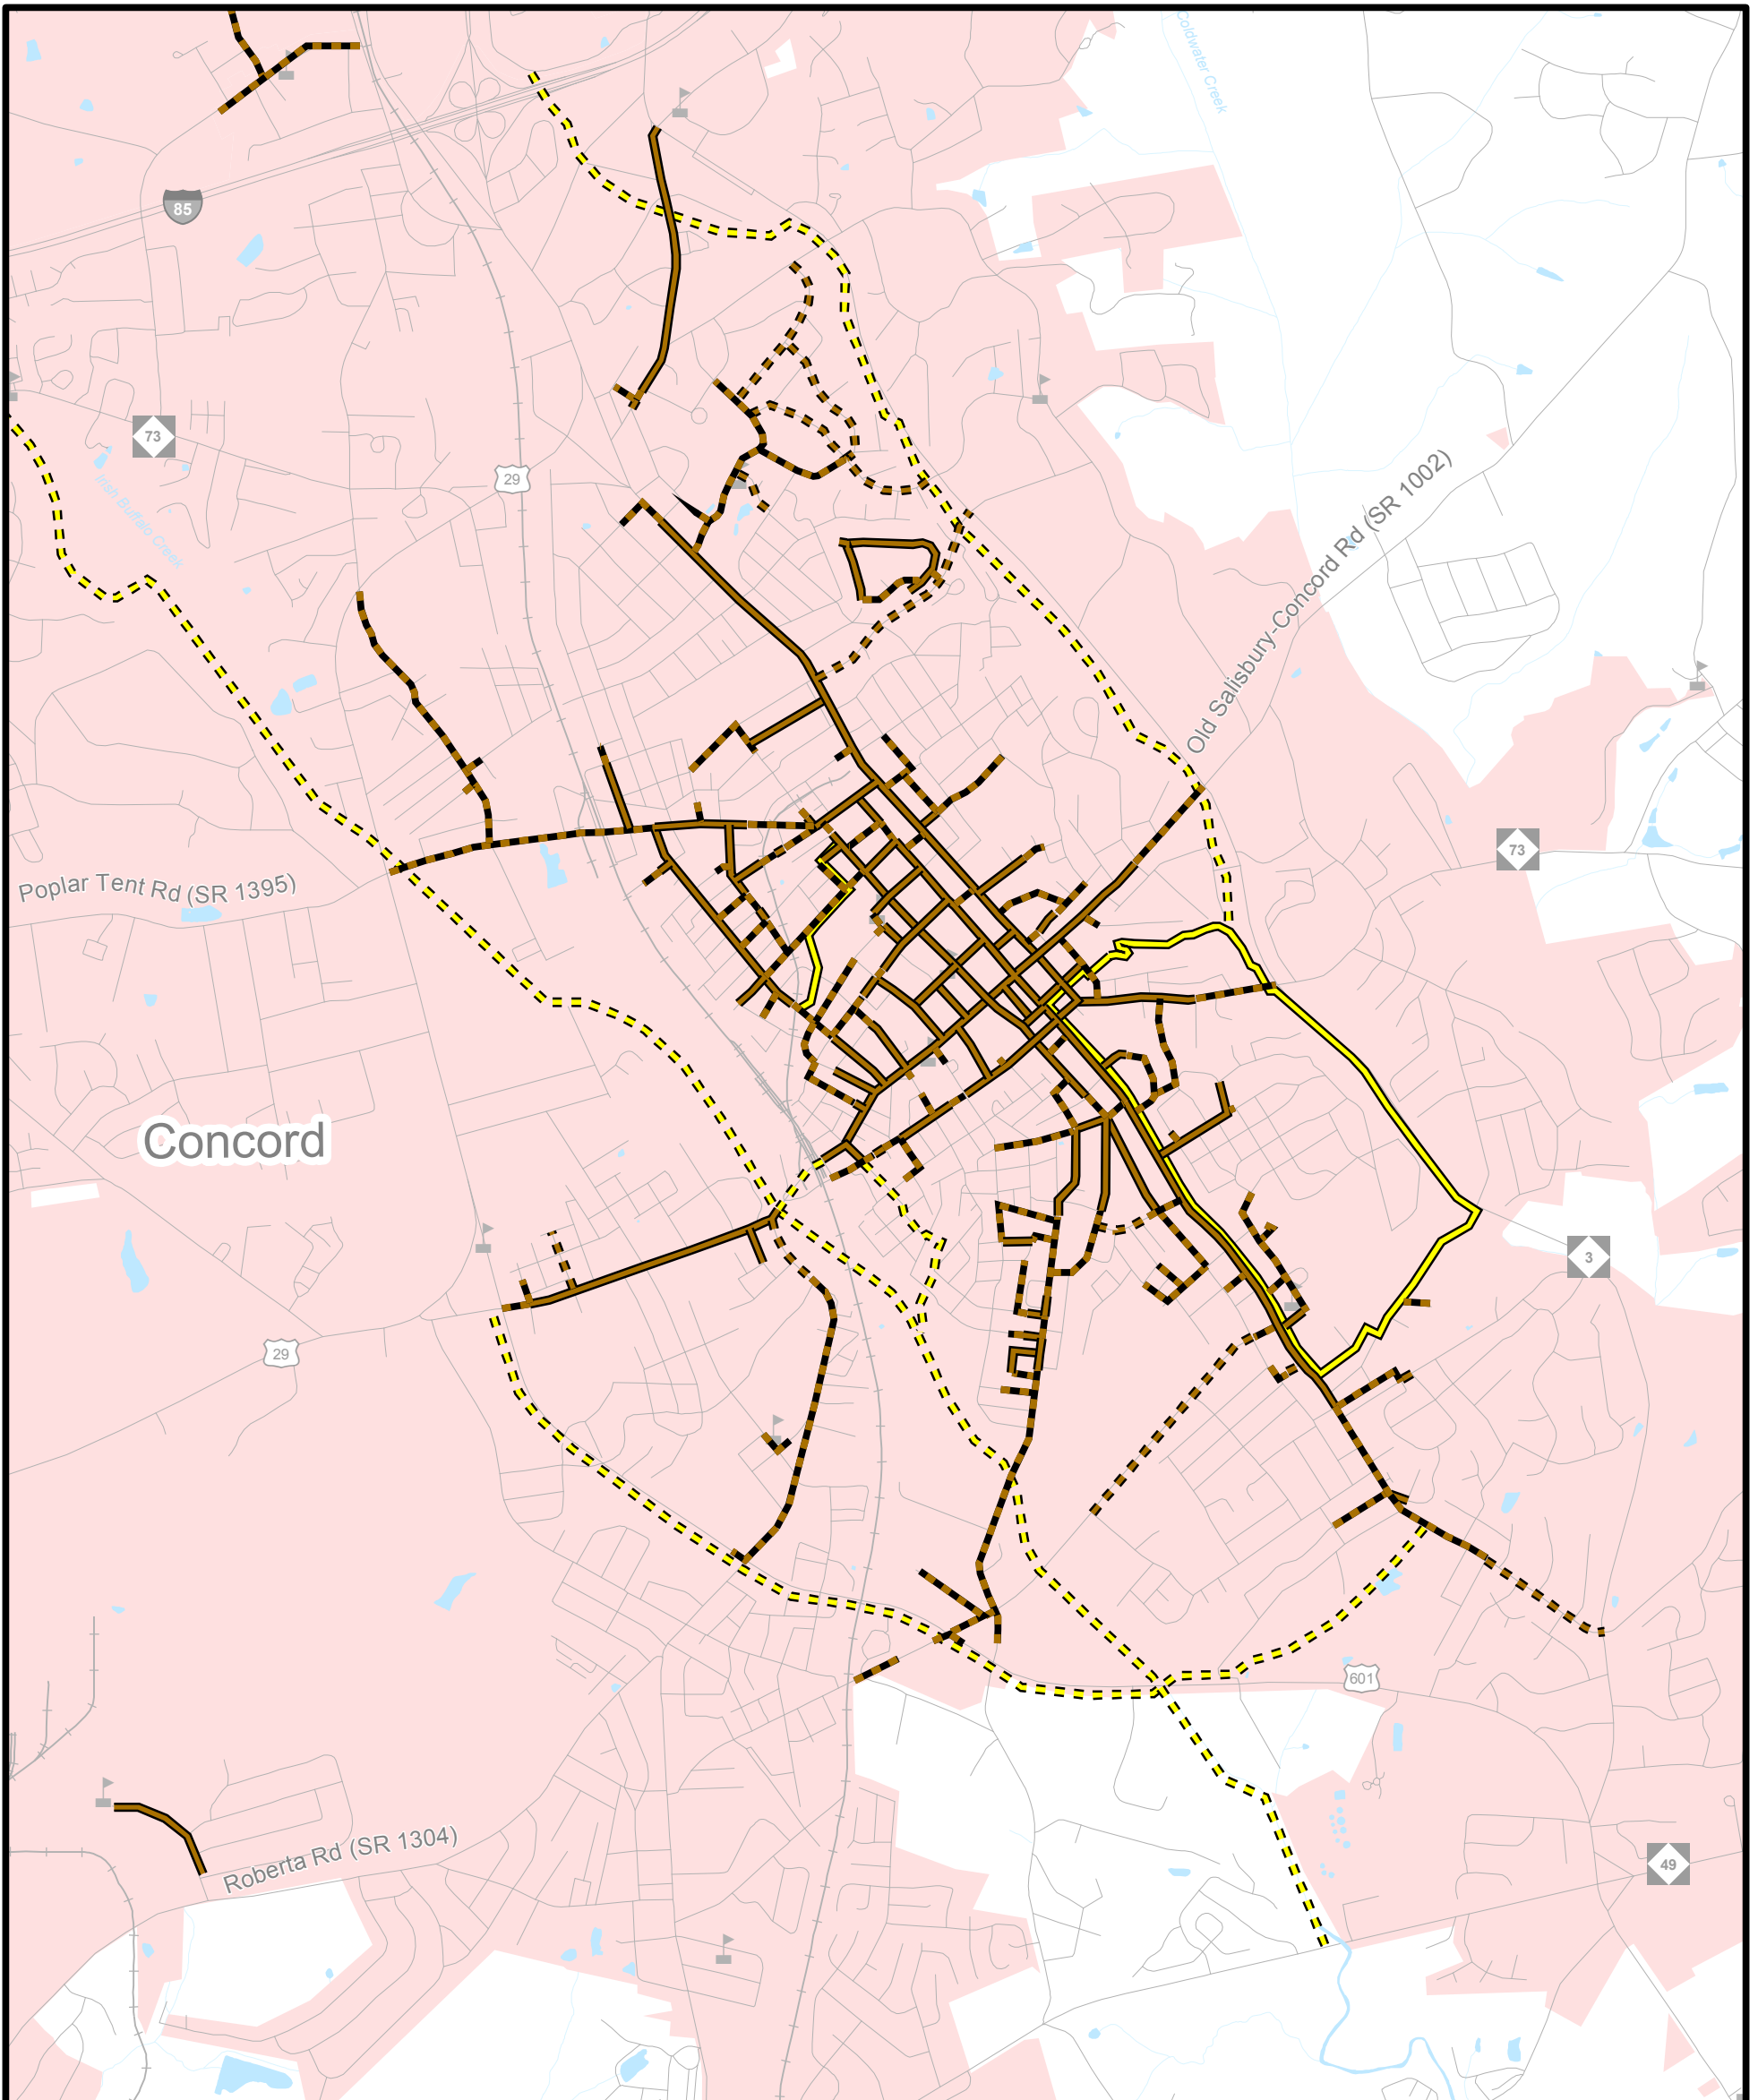 Coldwater Creek
85
73
29
Irish Buffalo Creek
Old Salisbury-Concord Rd (SR 1002)
73
Poplar Tent Rd (SR 1395)
Concord
3
29
601
Roberta Rd (SR 1304)
49